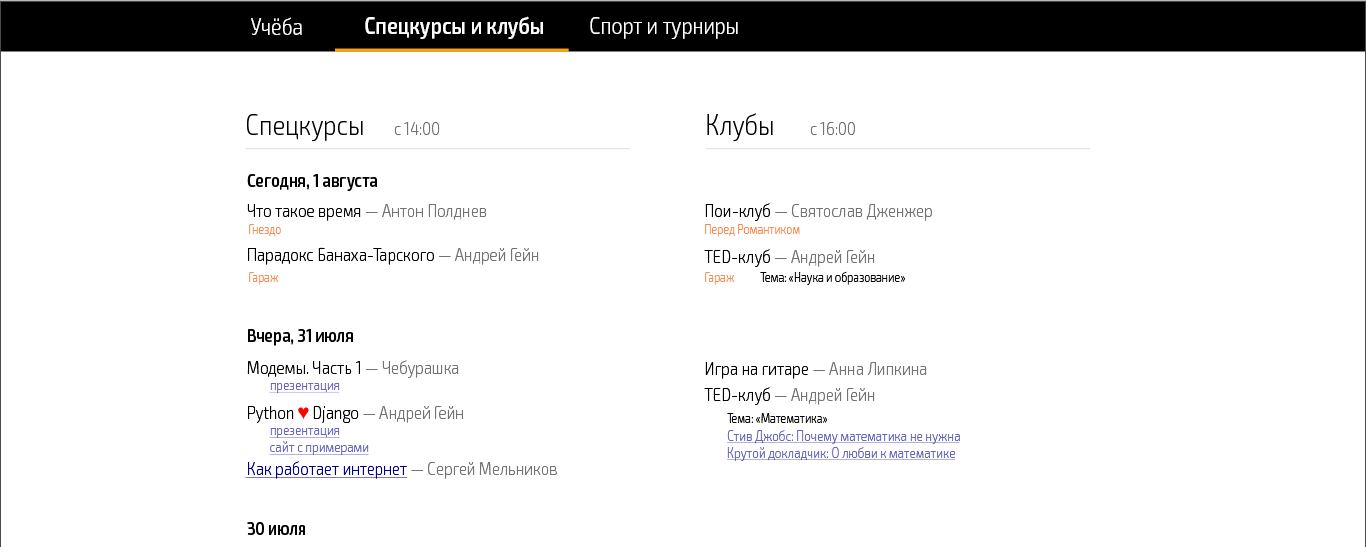 Учёба Спецкурсы и клубы Спорт и турниры
Спецкурсы с 14:00
Клубы с 16:00
Сегодня, 1 августа
Что такое время — Антон Полднев
Гнездо
Парадокс Банаха-Тарского — Андрей Гейн
Гараж
Пои-клуб — Святослав Дженжер
Перед Романтиком
TED-клуб — Андрей Гейн
Гараж Тема: «Наука и образование»
Вчера, 31 июля
Модемы. Часть 1 — Чебурашка
презентация
Python ♥ Django — Андрей Гейн
презентация
сайт с примерами
Как работает интернет — Сергей Мельников
Игра на гитаре — Анна Липкина
TED-клуб — Андрей Гейн
Тема: «Математика»
Стив Джобс: Почему математика не нужна
Крутой докладчик: О любви к математике
30 июля